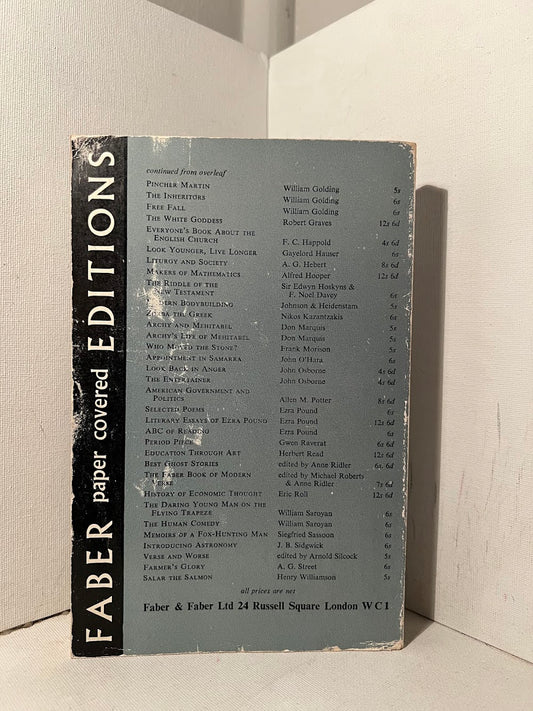 FABER paper covered EDITIONS
continued from overleaf
PINCHER MARTIN William Golding 5s
THE INHERITORS William Golding 6s
FREE FALL William Golding 6s
THE WHITE GODDESS Robert Graves 12s 6d
EVERYONE'S BOOK ABOUT THE
ENGLISH CHURCH F. C. Happold 4s 6d
LOOK YOUNGER, LIVE LONGER Gayelord Hauser 6s
LITURGY AND SOCIETY A. G. Hebert 8s 6d
MAKERS OF MATHEMATICS Alfred Hooper 12s 6d
THE RIDDLE OF THE Sir Edwyn Hoskyns &
NEW TESTAMENT F. Noel Davey 6s
MODERN BODYBUILDING Johnson & Heidenstam 5s
ZORBA THE GREEK Nikos Kazantzakis 6s
ARCHY AND MEHITABEL Don Marquis 5s
ARCHY'S LIFE OF MEHITABEL Don Marquis 5s
WHO MOVED THE STONE? Frank Morison 5s
APPOINTMENT IN SAMARRA John O'Hara 6s
LOOK BACK IN ANGER John Osborne 4s 6d
THE ENTERTAINER John Osborne 4s 6d
AMERICAN GOVERNMENT AND
POLITICS Allen M. Potter 8s 6d
SELECTED POEMS Ezra Pound 6s
LITERARY ESSAYS OF EZRA POUND Ezra Pound 12s 6d
ABC OF READING Ezra Pound 6s
PERIOD PIECE Gwen Raverat 6s 6d
EDUCATION THROUGH ART Herbert Read 12s 6d
BEST GHOST STORIES edited by Anne Ridler 6s. 6d
THE FABER BOOK OF MODERN edited by Michael Roberts
VERSE & Anne Ridler 7s 6d
HISTORY OF ECONOMIC THOUGHT Eric Roll 12s 6d
THE DARING YOUNG MAN ON THE
FLYING TRAPEZE William Saroyan 6s
THE HUMAN COMEDY William Saroyan 6s
MEMOIRS OF A FOX-HUNTING MAN Siegfried Sassoon 6s
INTRODUCING ASTRONOMY J. B. Sidgwick 6s
VERSE AND WORSE edited by Arnold Silcock 5s
FARMER'S GLORY A. G. Street 6s
SALAR THE SALMON Henry Williamson 5s
all prices are net
Faber & Faber Ltd 24 Russell Square London WC1